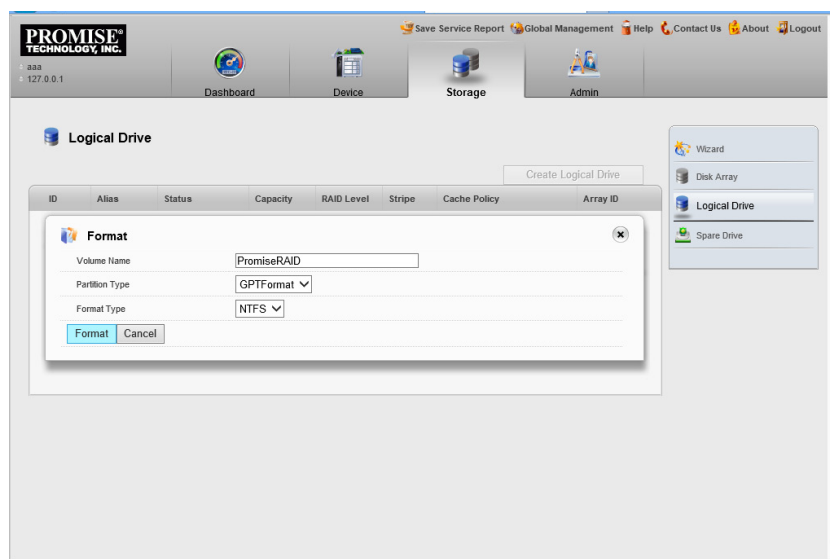 PROMISE®
TECHNOLOGY, INC.
aaa
127.0.0.1
Save Service Report Global Management Help Contact Us About Logout
Dashboard Device Storage Admin
Logical Drive
Create Logical Drive
ID Alias Status Capacity RAID Level Stripe Cache Policy Array ID
Format
Volume Name PromiseRAID
Partition Type GPTFormat
Format Type NTFS
Format Cancel
Wizard
Disk Array
Logical Drive
Spare Drive